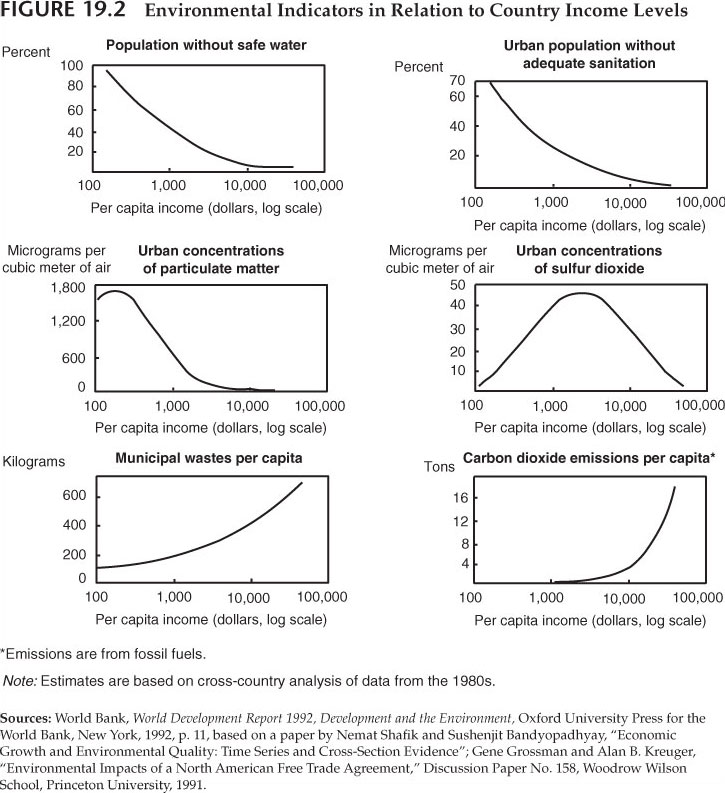 FIGURE 19.2 Environmental Indicators in Relation to Country Income Levels
Population without safe water
Percent
100
80
60
40
20
100 1,000 10,000 100,000
Per capita income (dollars, log scale)
Urban population without
adequate sanitation
Percent
70
60
20
100 1,000 10,000 100,000
Per capita income (dollars, log scale)
Micrograms per
cubic meter of air
Urban concentrations
of particulate matter
1,800
1,200
600
0
100 1,000 10,000 100,000
Per capita income (dollars, log scale)
Micrograms per
cubic meter of air
Urban concentrations
of sulfur dioxide
50
40
30
20
10
100 1,000 10,000 100,000
Per capita income (dollars, log scale)
Kilograms
Municipal wastes per capita
600
400
200
0
100 1,000 10,000 100,000
Per capita income (dollars, log scale)
Tons
Carbon dioxide emissions per capita*
16
12
8
4
100 1,000 10,000 100,000
Per capita income (dollars, log scale)
*Emissions are from fossil fuels.
Note: Estimates are based on cross-country analysis of data from the 1980s.
Sources: World Bank, World Development Report 1992, Development and the Environment, Oxford University Press for the
World Bank, New York, 1992, p. 11, based on a paper by Nemat Shafik and Sushenjit Bandyopadhyay, “Economic
Growth and Environmental Quality: Time Series and Cross-Section Evidence”; Gene Grossman and Alan B. Kreuger,
“Environmental Impacts of a North American Free Trade Agreement,” Discussion Paper No. 158, Woodrow Wilson
School, Princeton University, 1991.